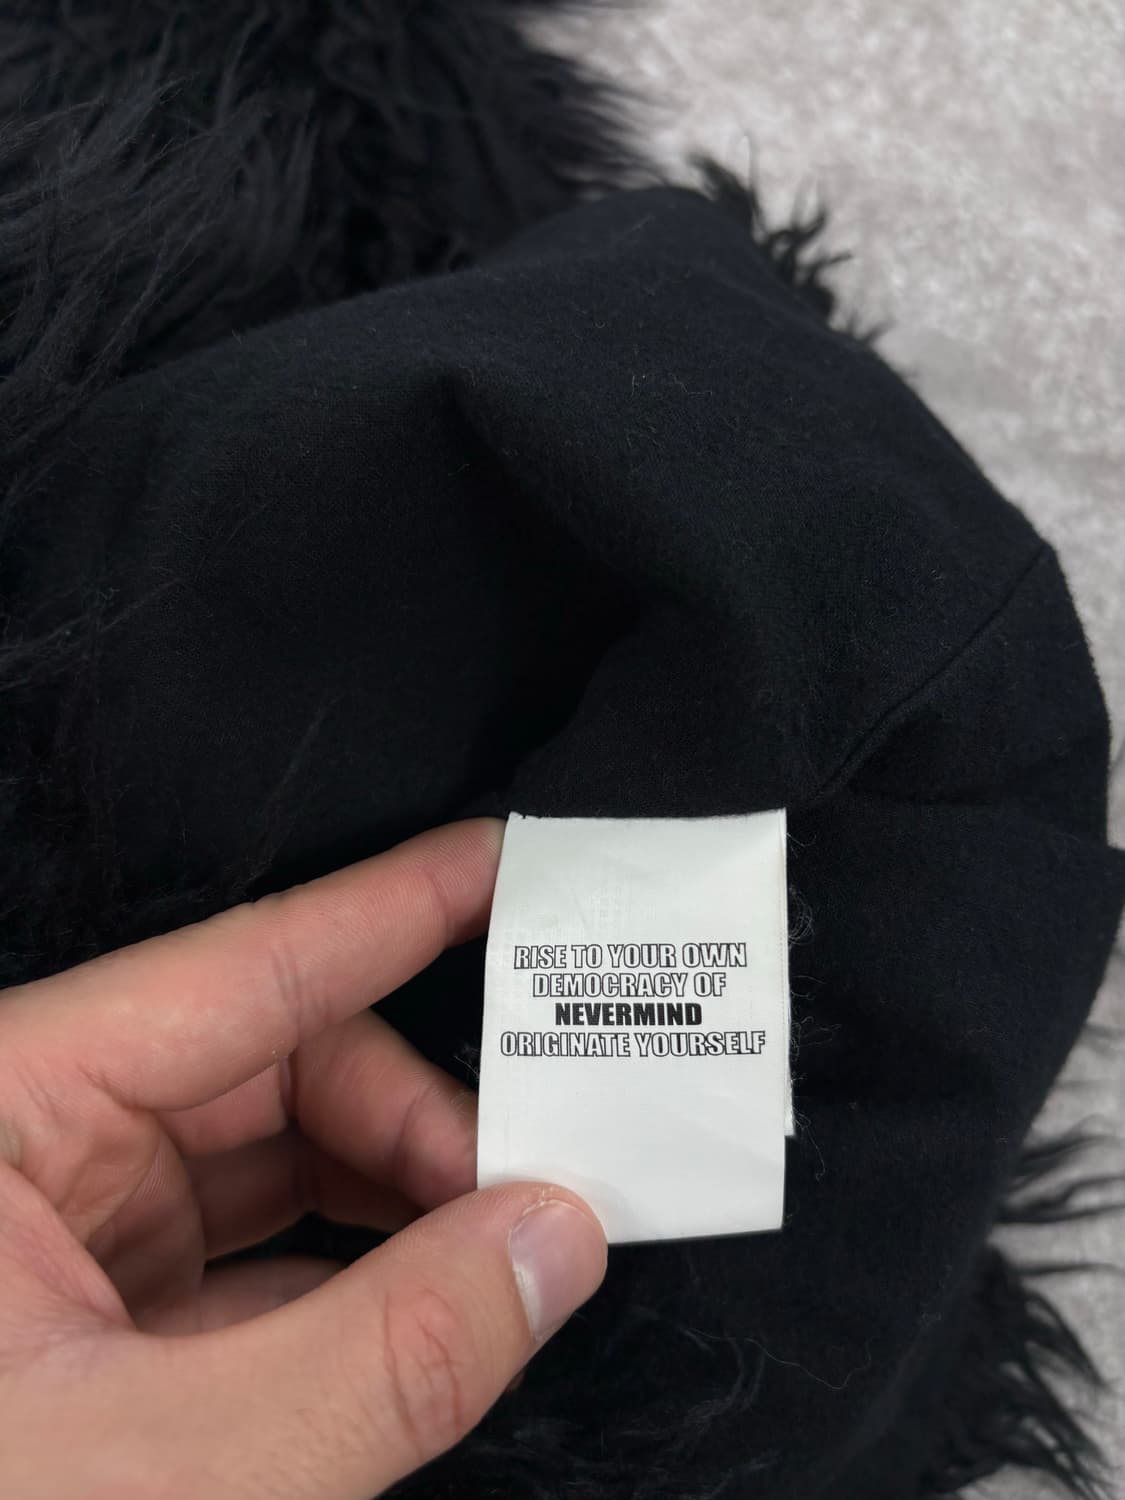 RISE TO YOUR OWN
DEMOCRACY OF
NEVERMIND
ORIGINATE YOURSELF